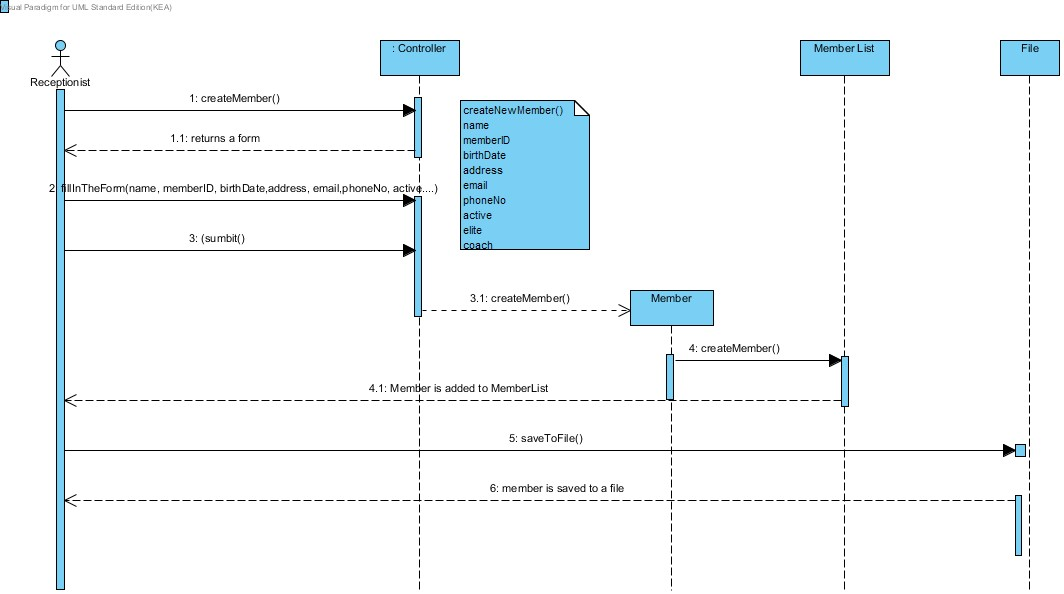 Visual Paradigm for UML Standard Edition(KEA)
: Controller
Member List
File
Receptionist
1: createMember()
createNewMember()
name
memberID
birthDate
address
email
phoneNo
active
elite
coach
1.1: returns a form
2: fillInTheForm(name, memberID, birthDate,address, email,phoneNo, active....)
3: (sumbit()
3.1: createMember()
Member
4: createMember()
4.1: Member is added to MemberList
5: saveToFile()
6: member is saved to a file